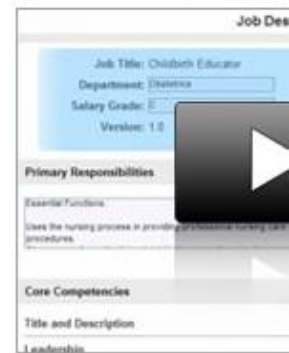 Job Des
Job Title: Childbirth Educator
Department: Obstetrics
Salary Grade: E
Version: 1.0
Primary Responsibilities
Essential Functions
Uses the nursing process in providing professional nursing care
procedures.
Core Competencies
Title and Description
Leadership